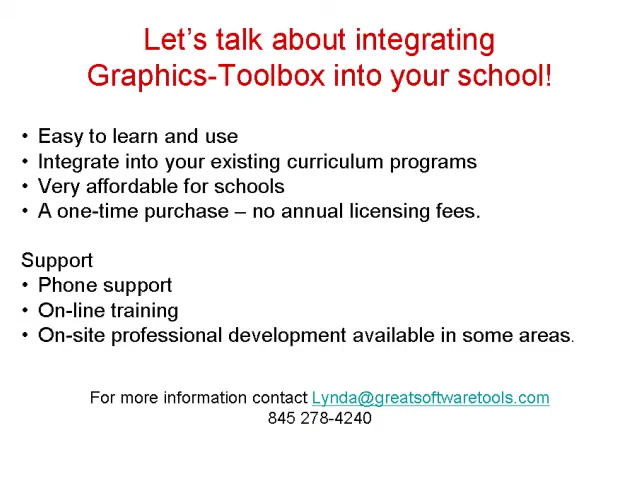 Let's talk about integrating
Graphics-Toolbox into your school!
• Easy to learn and use
• Integrate into your existing curriculum programs
• Very affordable for schools
• A one-time purchase – no annual licensing fees.
Support
• Phone support
• On-line training
• On-site professional development available in some areas.
For more information contact Lynda@greatsoftwaretools.com
845 278-4240